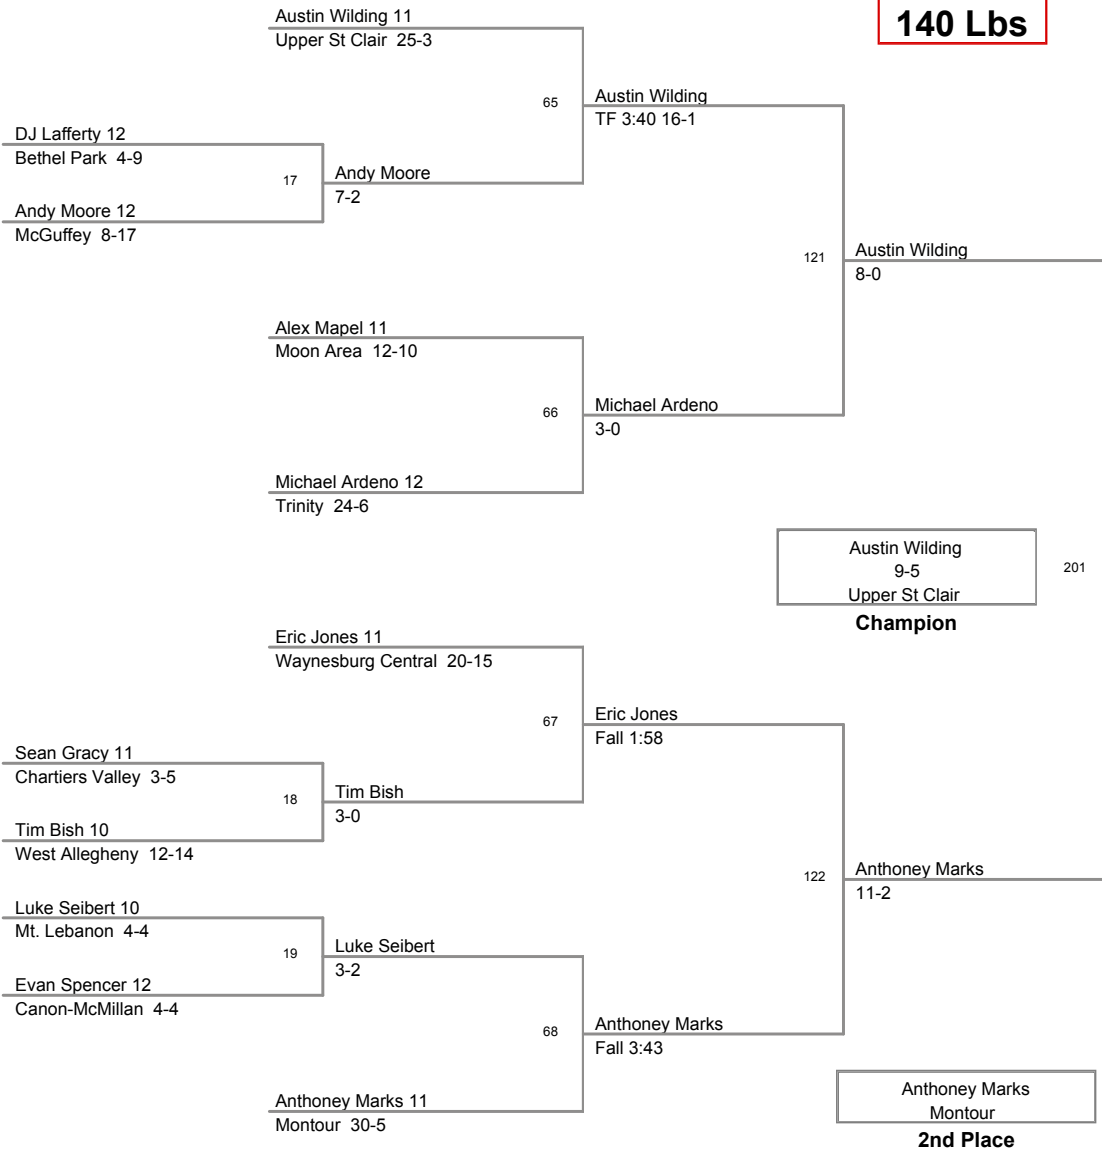 140 Lbs
Austin Wilding 11
Upper St Clair 25-3
65
Austin Wilding
TF 3:40 16-1
DJ Lafferty 12
Bethel Park 4-9
17
Andy Moore
7-2
Andy Moore 12
McGuffey 8-17
121
Austin Wilding
8-0
Alex Mapel 11
Moon Area 12-10
66
Michael Ardeno
3-0
Michael Ardeno 12
Trinity 24-6
Austin Wilding
9-5
Upper St Clair
201
Champion
Eric Jones 11
Waynesburg Central 20-15
67
Eric Jones
Fall 1:58
Sean Gracy 11
Chartiers Valley 3-5
18
Tim Bish
3-0
Tim Bish 10
West Allegheny 12-14
122
Anthoney Marks
11-2
Luke Seibert 10
Mt. Lebanon 4-4
19
Luke Seibert
3-2
Evan Spencer 12
Canon-McMillan 4-4
68
Anthoney Marks
Fall 3:43
Anthoney Marks 11
Montour 30-5
Anthoney Marks
Montour
2nd Place